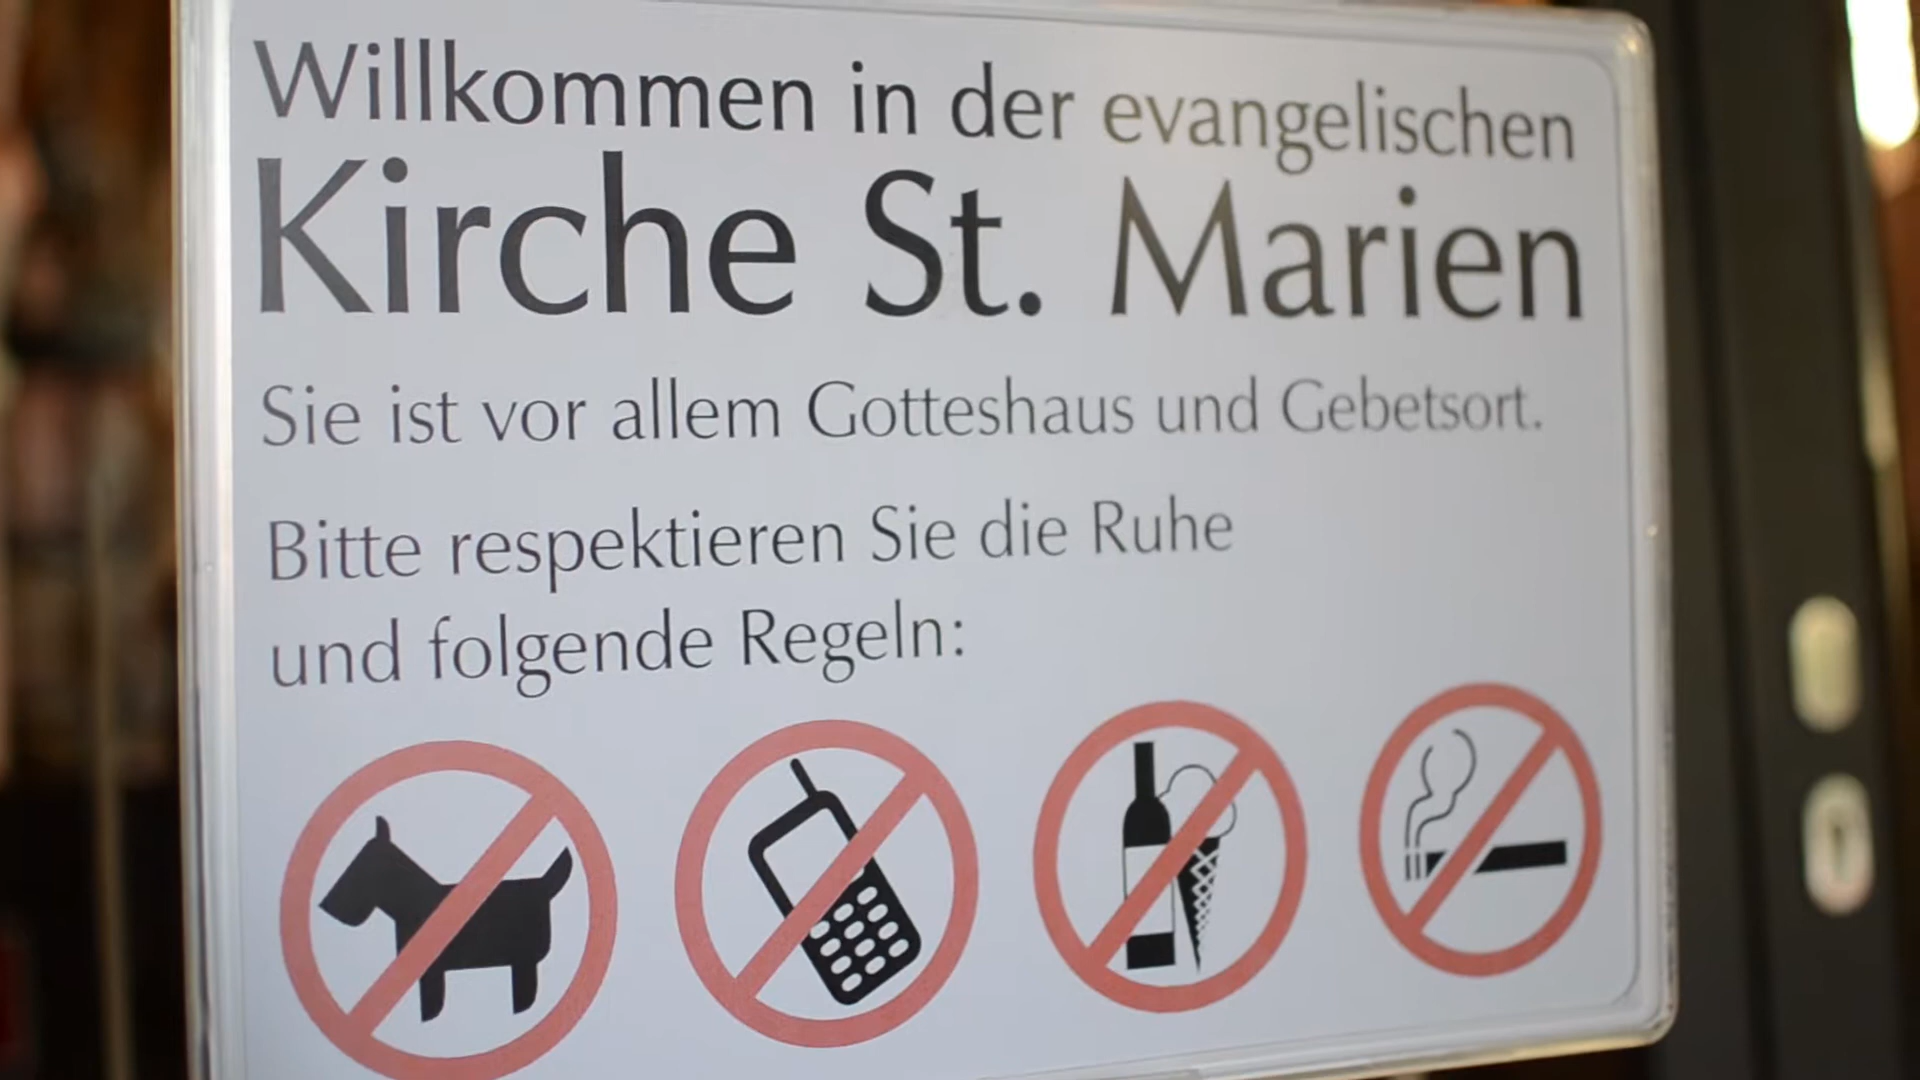 Willkommen in der evangelischen
Kirche St. Marien
Sie ist vor allem Gotteshaus und Gebetsort.
Bitte respektieren Sie die Ruhe
und folgende Regeln: